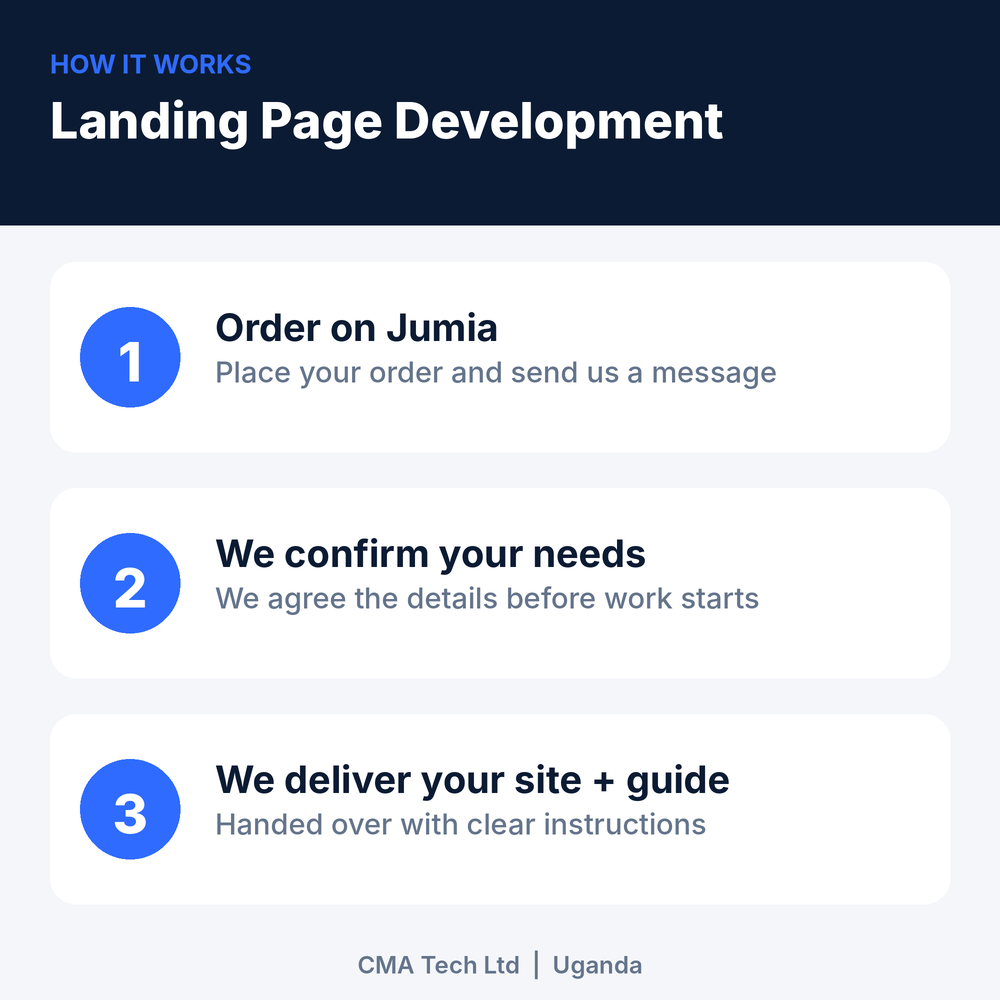 HOW IT WORKS
Landing Page Development
1
Order on Jumia
Place your order and send us a message
2
We confirm your needs
We agree the details before work starts
3
We deliver your site + guide
Handed over with clear instructions
CMA Tech Ltd | Uganda